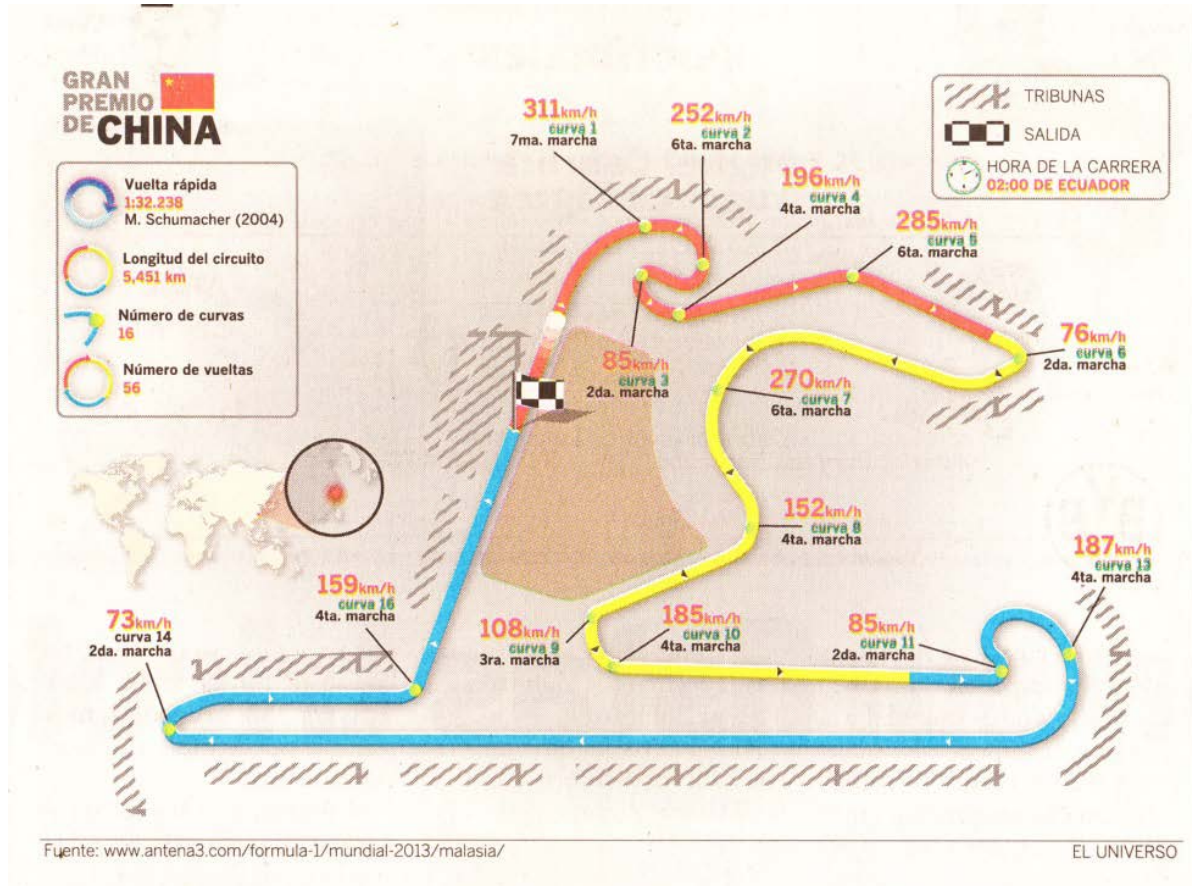 GRAN
PREMIO
DE CHINA
Vuelta rápida
1:32.238
M. Schumacher (2004)
Longitud del circuito
5,451 km
Número de curvas
16
Número de vueltas
56
TRIBUNAS
SALIDA
HORA DE LA CARRERA
02:00 DE ECUADOR
311km/h
curva 1
7ma. marcha
252km/h
curva 2
6ta. marcha
196km/h
curva 4
4ta. marcha
285km/h
curva 5
6ta. marcha
85km/h
curva 3
2da. marcha
76km/h
curva 6
2da. marcha
270km/h
curva 7
6ta. marcha
152km/h
curva 8
4ta. marcha
187km/h
curva 13
4ta. marcha
159km/h
curva 16
4ta. marcha
73km/h
curva 14
2da. marcha
108km/h
curva 9
3ra. marcha
185km/h
curva 10
4ta. marcha
85km/h
curva 11
2da. marcha
Fuente: www.antena3.com/formula-1/mundial-2013/malasia/
EL UNIVERSO